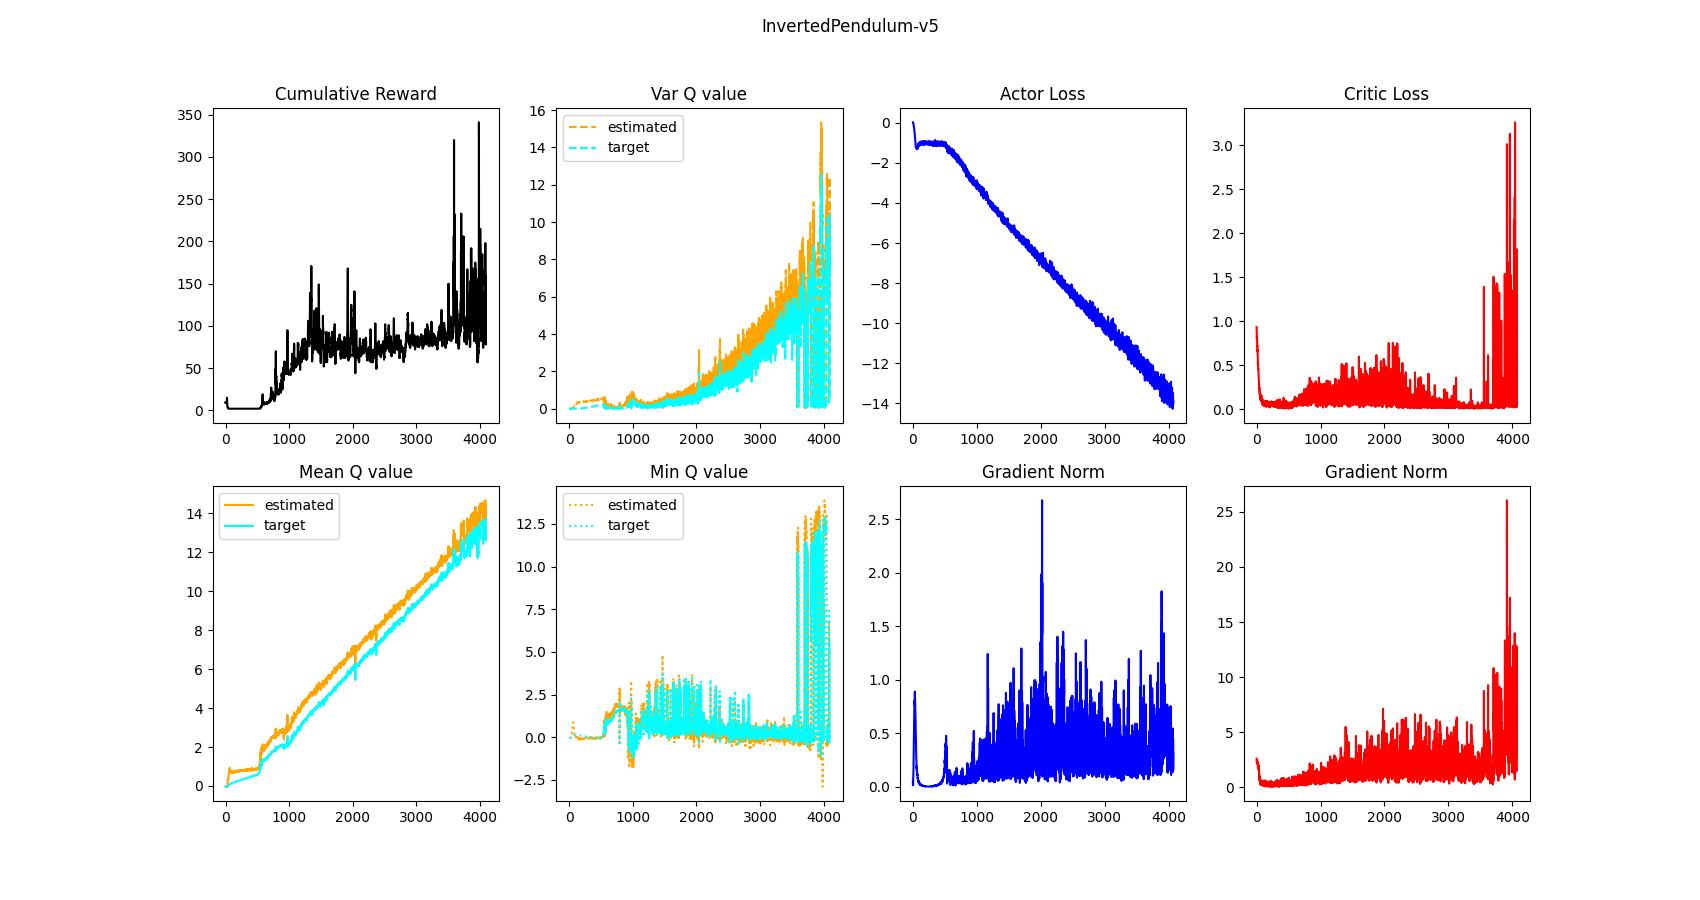 InvertedPendulum-v5
Cumulative Reward
350
300
250
200
150
100
50
0
0 1000 2000 3000 4000
Var Q value
estimated
target
16
14
12
10
8
6
4
2
0
0 1000 2000 3000 4000
Actor Loss
0
−2
−4
−6
−8
−10
−12
−14
0 1000 2000 3000 4000
Critic Loss
3.0
2.5
2.0
1.5
1.0
0.5
0.0
0 1000 2000 3000 4000
Mean Q value
estimated
target
14
12
10
8
6
4
2
0
0 1000 2000 3000 4000
Min Q value
estimated
target
12.5
10.0
7.5
5.0
2.5
0.0
−2.5
0 1000 2000 3000 4000
Gradient Norm
2.5
2.0
1.5
1.0
0.5
0.0
0 1000 2000 3000 4000
Gradient Norm
25
20
15
10
5
0
0 1000 2000 3000 4000